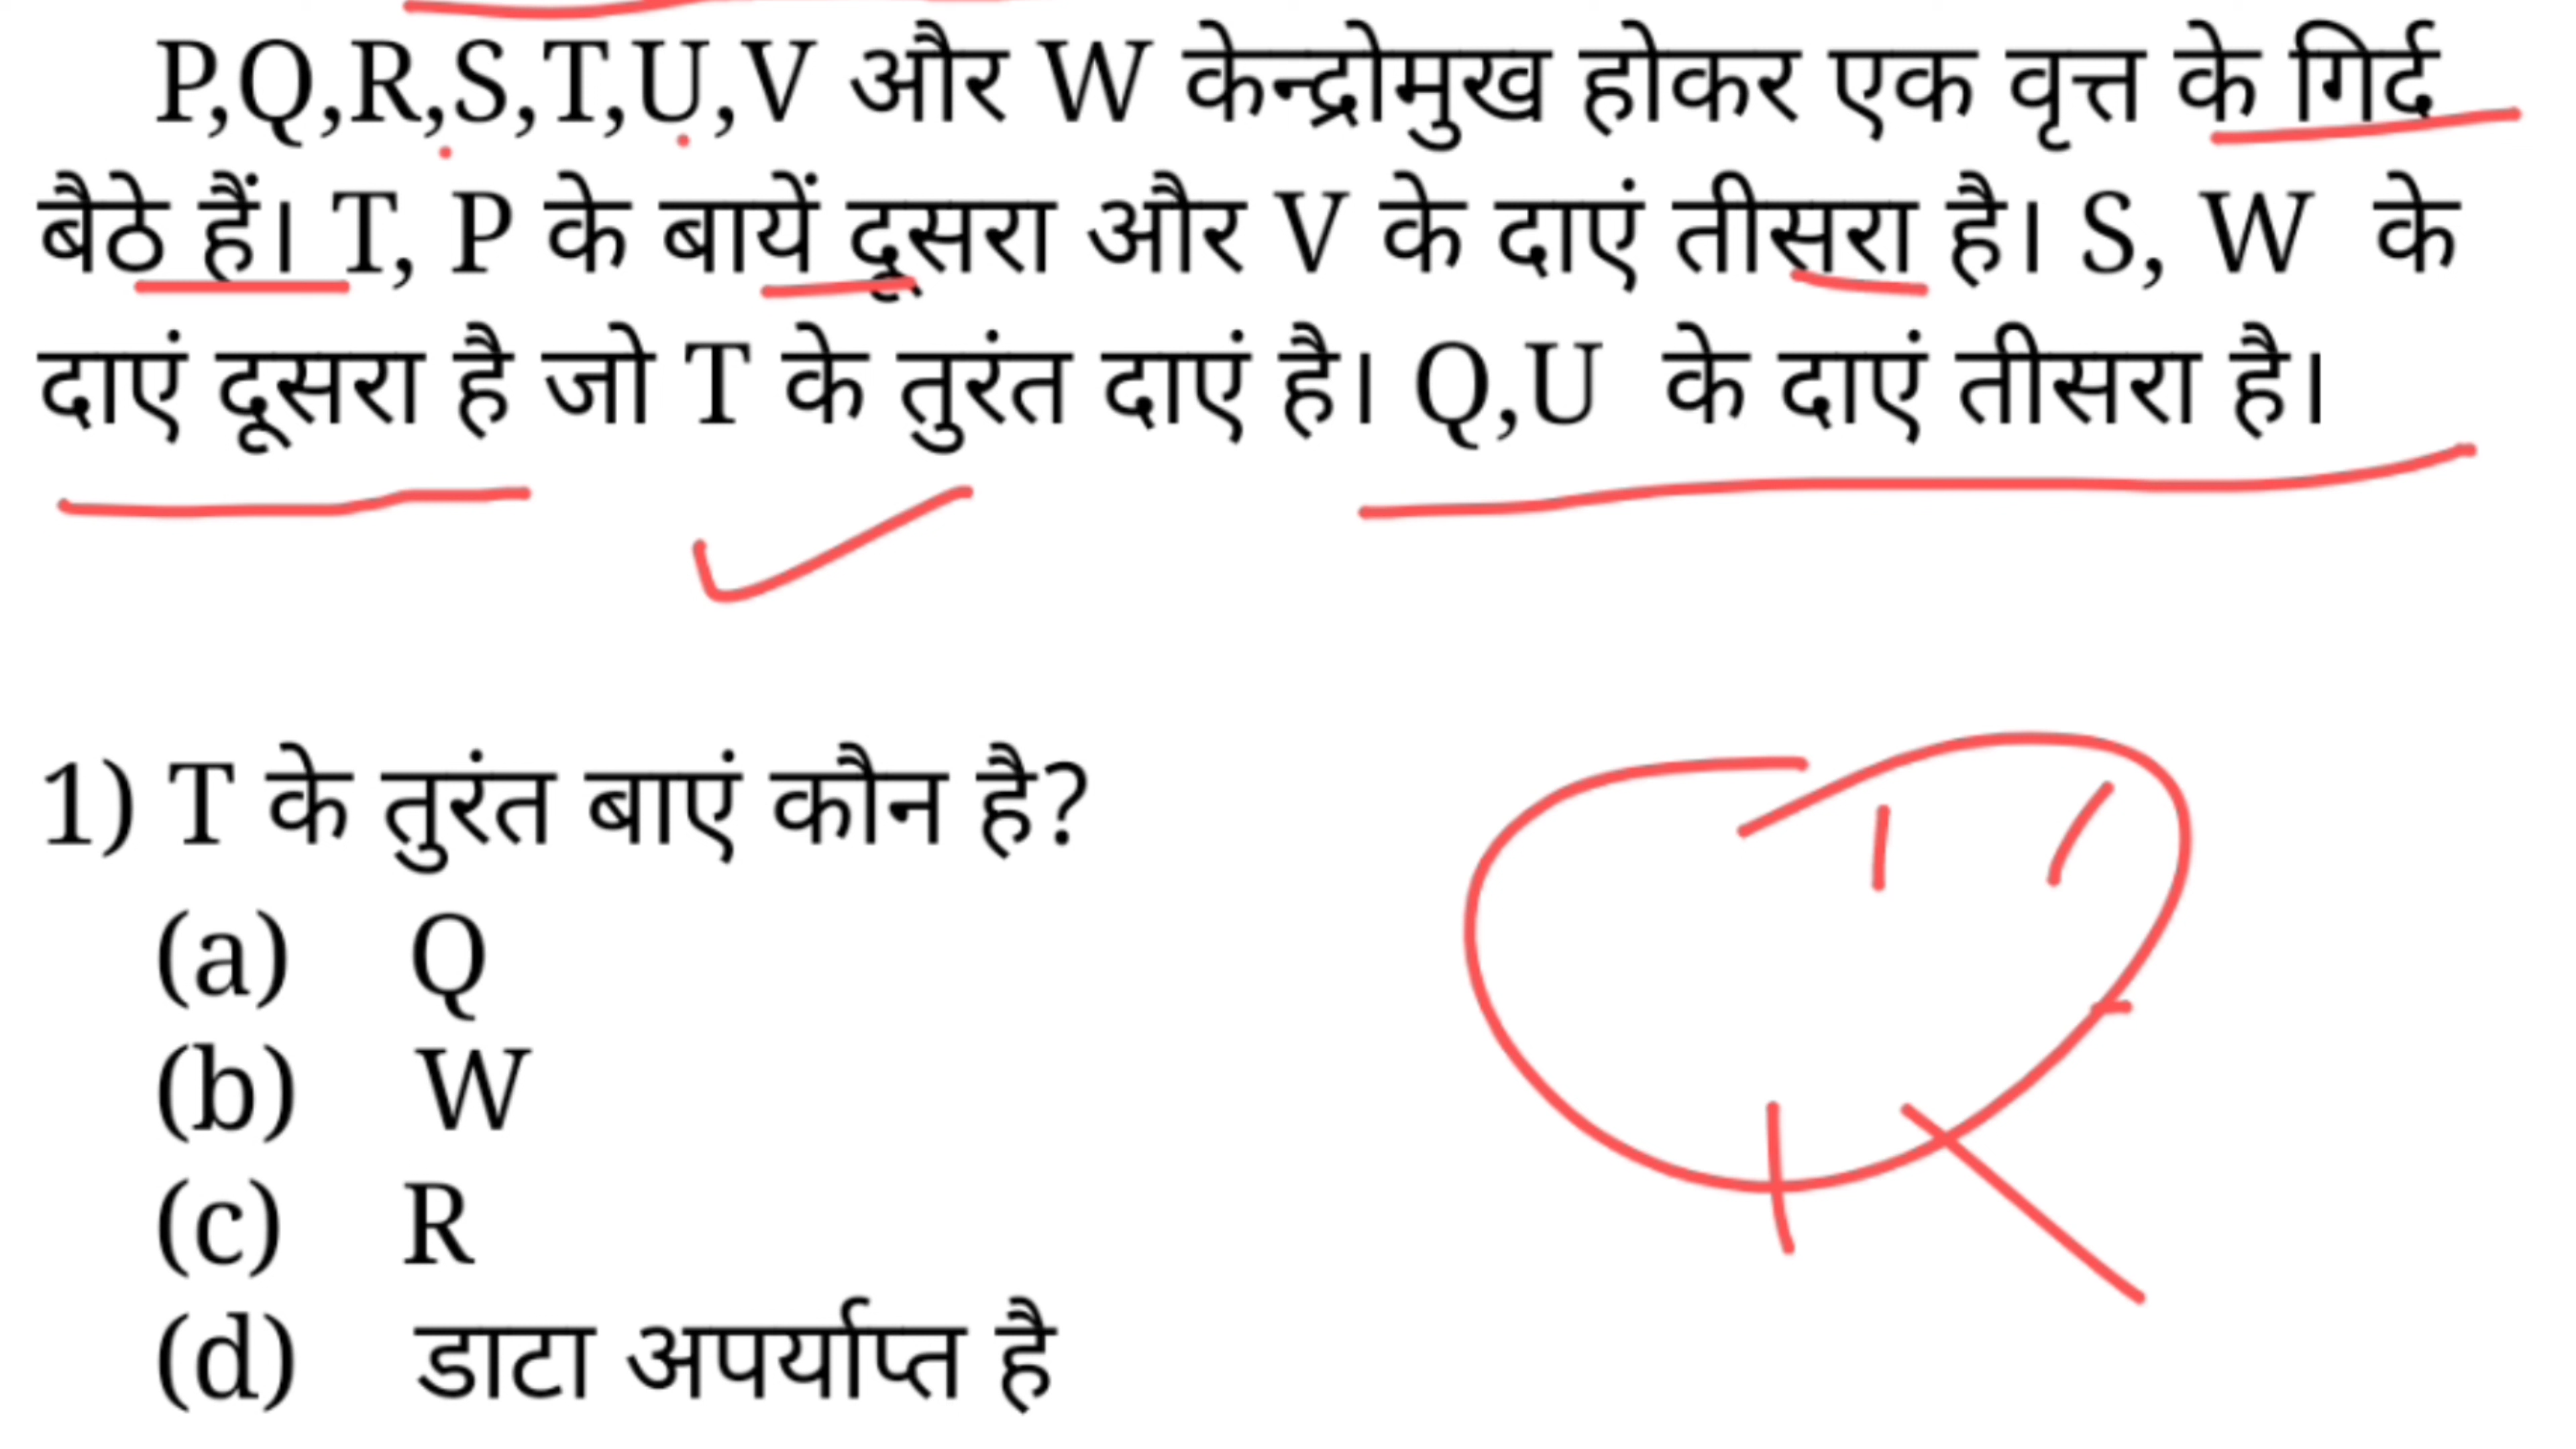 P,Q,R,S,T,U,V और W केन्द्रोमुख होकर एक वृत्त के गिर्द
बैठे हैं। T, P के बायें दूसरा और V के दाएं तीसरा है। S, W के
दाएं दूसरा है जो T के तुरंत दाएं है। Q,U के दाएं तीसरा है।
1) T के तुरंत बाएं कौन है?
(a) Q
(b) W
(c) R
(d) डाटा अपर्याप्त है